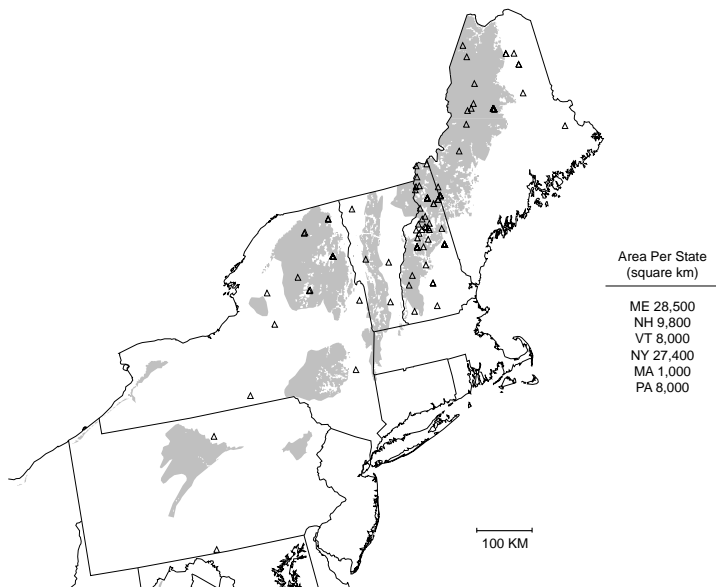 Area Per State
(square km)
ME 28,500
NH 9,800
VT 8,000
NY 27,400
MA 1,000
PA 8,000
100 KM